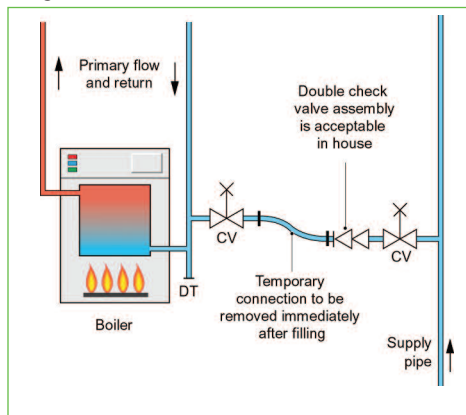 Primary flow
and return
Double check
valve assembly
is acceptable
in house
CV
CV
DT
Temporary
connection to be
removed immediately
after filling
Boiler
Supply
pipe